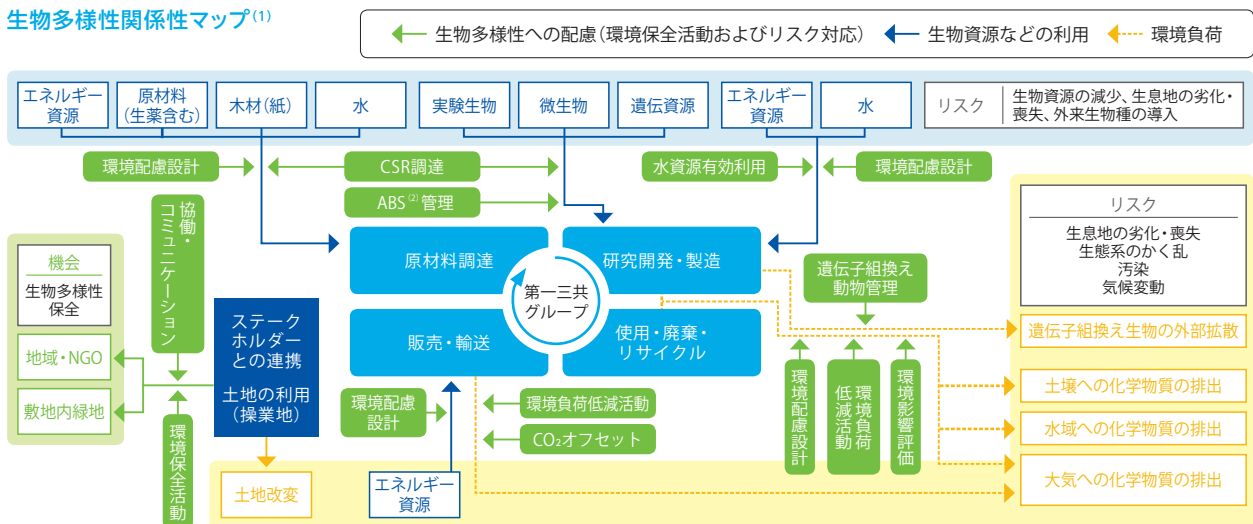 生物多様性関係性マップ(1)
生物多様性への配慮(環境保全活動およびリスク対応)
生物資源などの利用
環境負荷
エネルギー
資源
原材料
(生薬含む)
木材(紙)
水
実験生物
微生物
遺伝資源
エネルギー
資源
水
リスク
生物資源の減少、生息地の劣化・
喪失、外来生物種の導入
環境配慮設計
CSR調達
水資源有効利用
環境配慮設計
ABS(2)管理
協働・
コミュニケーション
機会
生物多様性
保全
地域・NGO
敷地内緑地
環境保全活動
ステーク
ホルダー
との連携
土地の利用
(操業地)
土地改変
原材料調達
研究開発・製造
第一三共
グループ
販売・輸送
使用・廃棄・
リサイクル
環境配慮
設計
環境負荷低減活動
CO₂オフセット
エネルギー
資源
遺伝子組換え
動物管理
環境配慮設計
環境負荷
低減活動
環境影響評価
リスク
生息地の劣化・喪失
生態系のかく乱
汚染
気候変動
遺伝子組換え生物の外部拡散
土壌への化学物質の排出
水域への化学物質の排出
大気への化学物質の排出